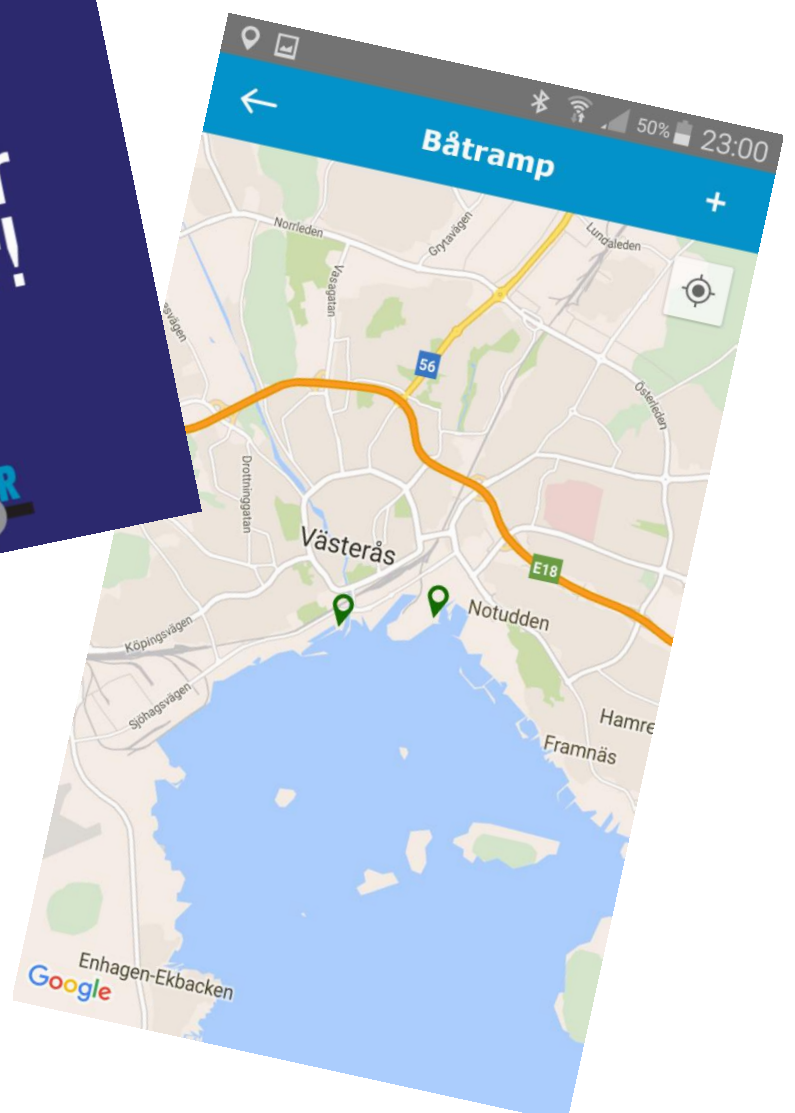 50% 23:00
Båtramp
+
Norrleden
Grytavägen
Lundaleden
Vasagatan
56
Österleden
Drottninggatan
Västerås
E18
Notudden
Köpingsvägen
Sjöhagsvägen
Hamre
Framnäs
Enhagen-Ekbacken
Google